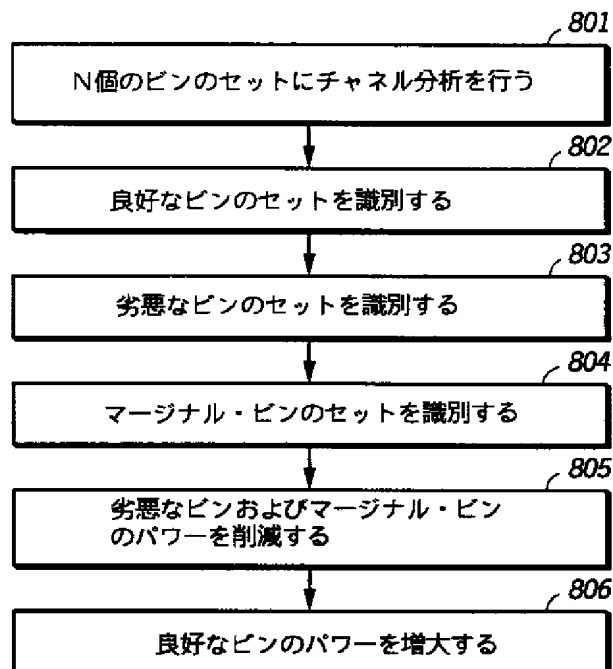 801
N個のビンのセットにチャネル分析を行う
802
良好なビンのセットを識別する
803
劣悪なビンのセットを識別する
804
マージナル・ビンのセットを識別する
805
劣悪なビンおよびマージナル・ビン
のパワーを削減する
806
良好なビンのパワーを増大する